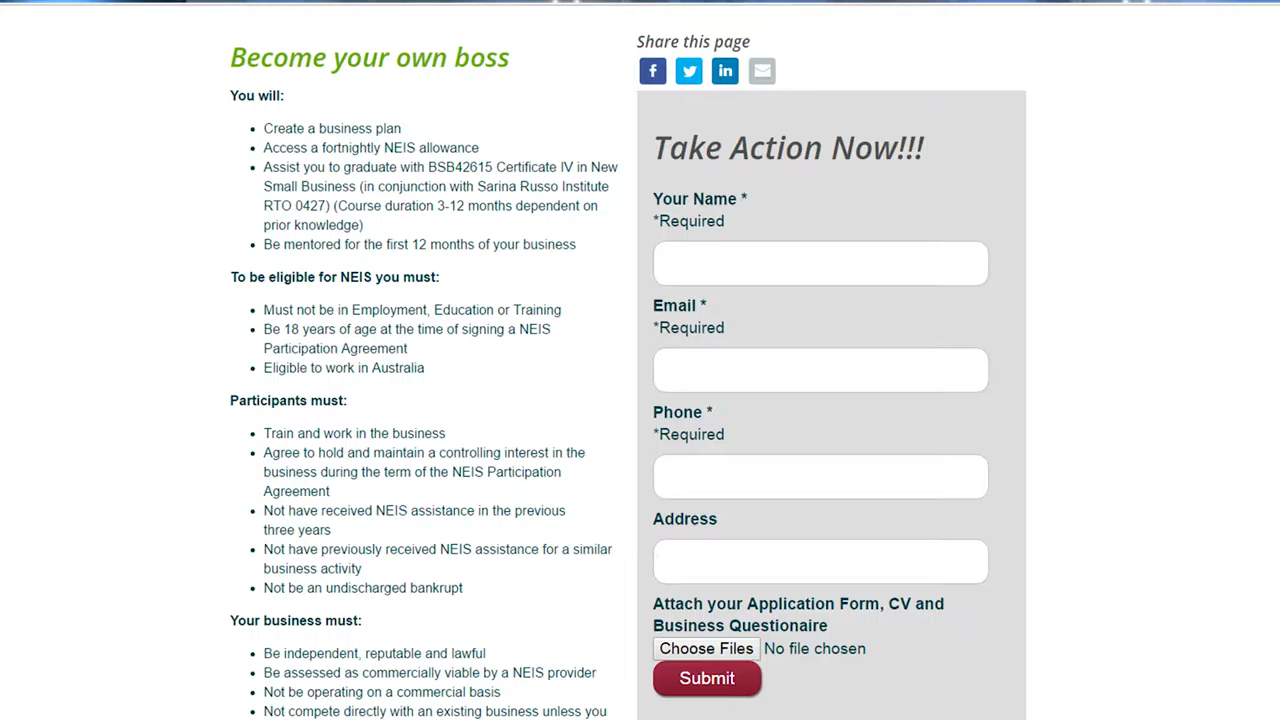 Become your own boss
You will:
Create a business plan
Access a fortnightly NEIS allowance
Assist you to graduate with BSB42615 Certificate IV in New
Small Business (in conjunction with Sarina Russo Institute
RTO 0427) (Course duration 3-12 months dependent on
prior knowledge)
Be mentored for the first 12 months of your business
To be eligible for NEIS you must:
Must not be in Employment, Education or Training
Be 18 years of age at the time of signing a NEIS
Participation Agreement
Eligible to work in Australia
Participants must:
Train and work in the business
Agree to hold and maintain a controlling interest in the
business during the term of the NEIS Participation
Agreement
Not have received NEIS assistance in the previous
three years
Not have previously received NEIS assistance for a similar
business activity
Not be an undischarged bankrupt
Your business must:
Be independent, reputable and lawful
Be assessed as commercially viable by a NEIS provider
Not be operating on a commercial basis
Not compete directly with an existing business unless you
Share this page
Take Action Now!!!
Your Name *
*Required
Email *
*Required
Phone *
*Required
Address
Attach your Application Form, CV and
Business Questionaire
Choose Files No file chosen
Submit